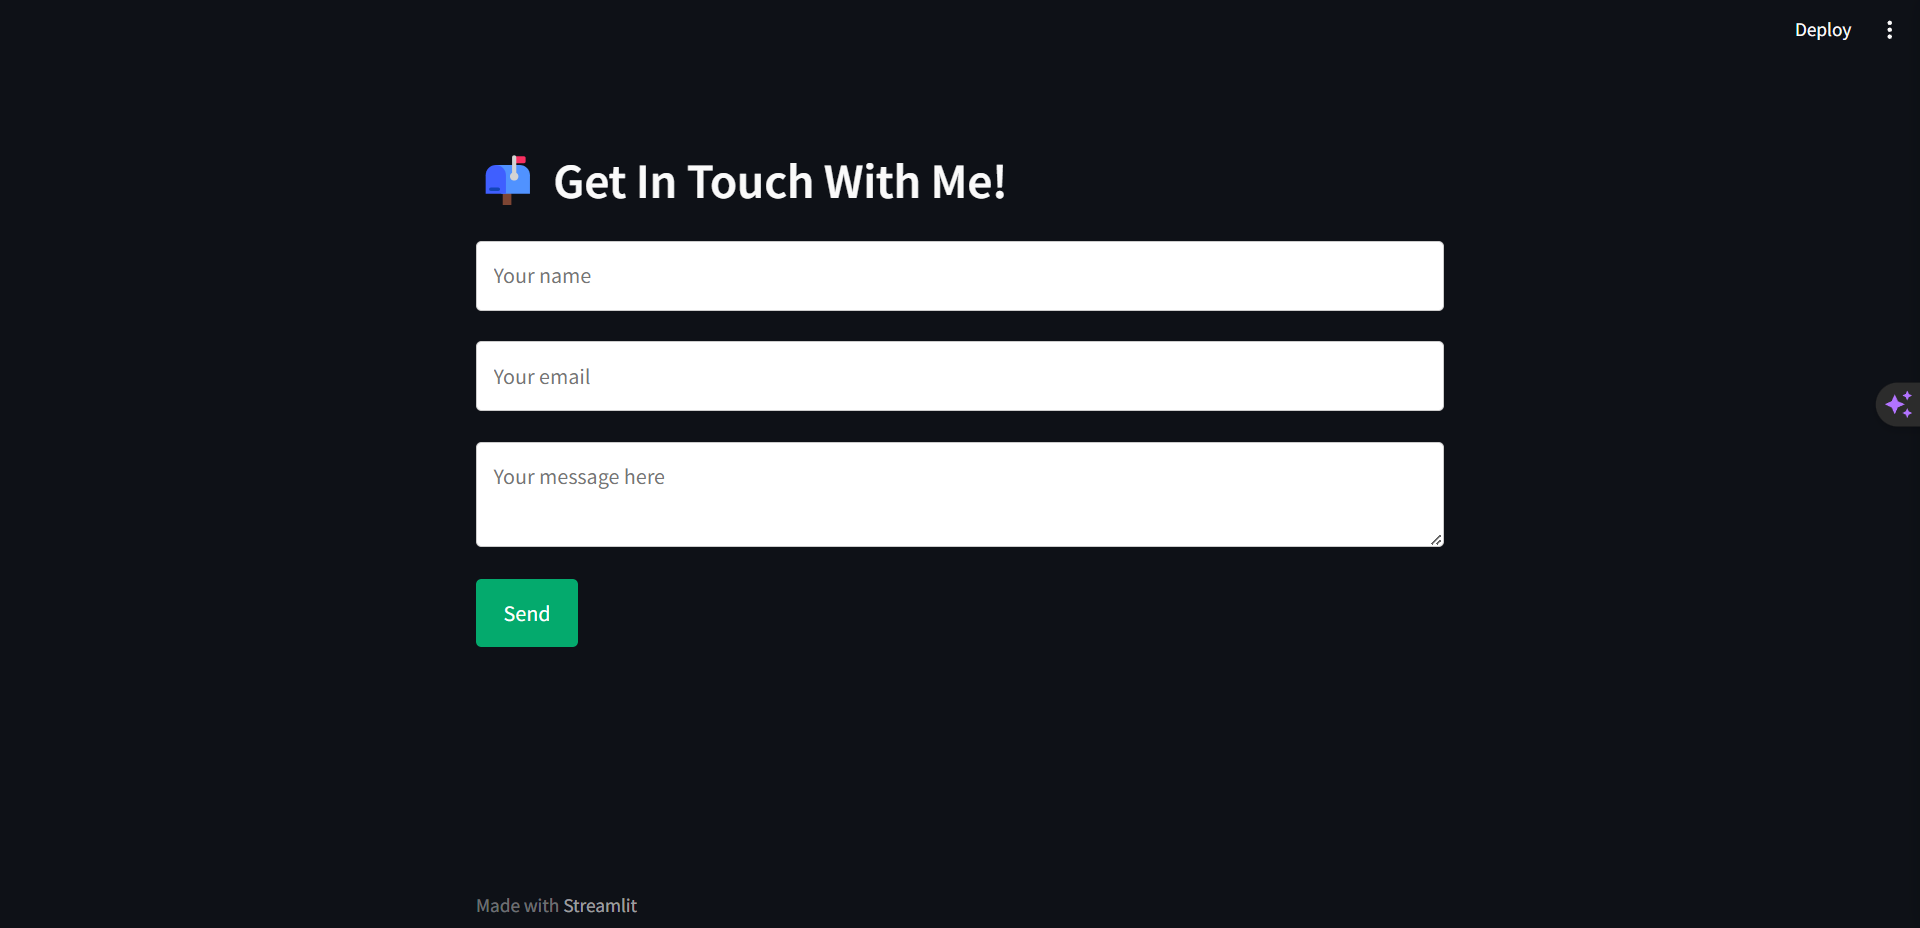 Deploy
Get In Touch With Me!
Your name
Your email
Your message here
Send
Made with Streamlit